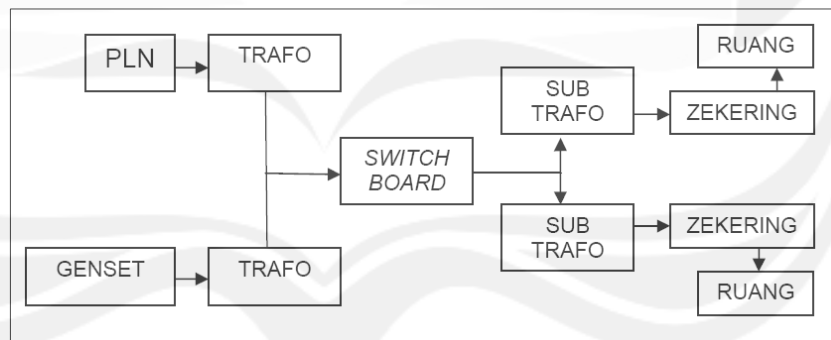 PLN
TRAFO
SUB
TRAFO
RUANG
ZEKERING
SWITCH
BOARD
SUB
TRAFO
ZEKERING
GENSET
TRAFO
RUANG